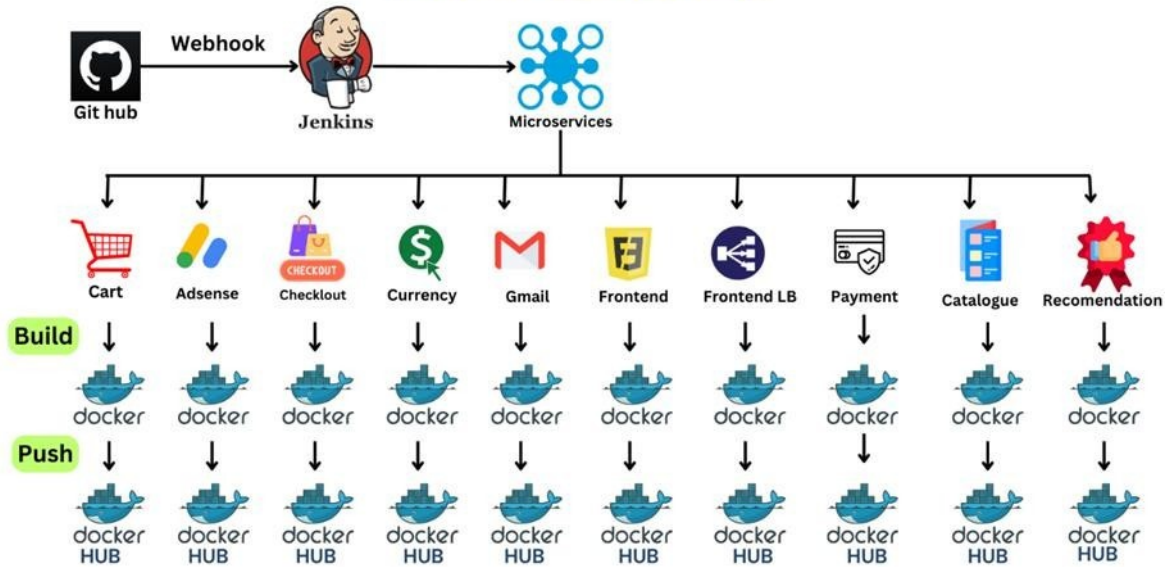 Webhook
Git hub
Jenkins
Microservices
CHECKOUT
Cart
Adsense
Checklout
Currency
Gmail
Frontend
Frontend LB
Payment
Catalogue
Recomendation
Build
docker
docker
docker
docker
docker
docker
docker
docker
docker
docker
Push
docker
HUB
docker
HUB
docker
HUB
docker
HUB
docker
HUB
docker
HUB
docker
HUB
docker
HUB
docker
HUB
docker
HUB